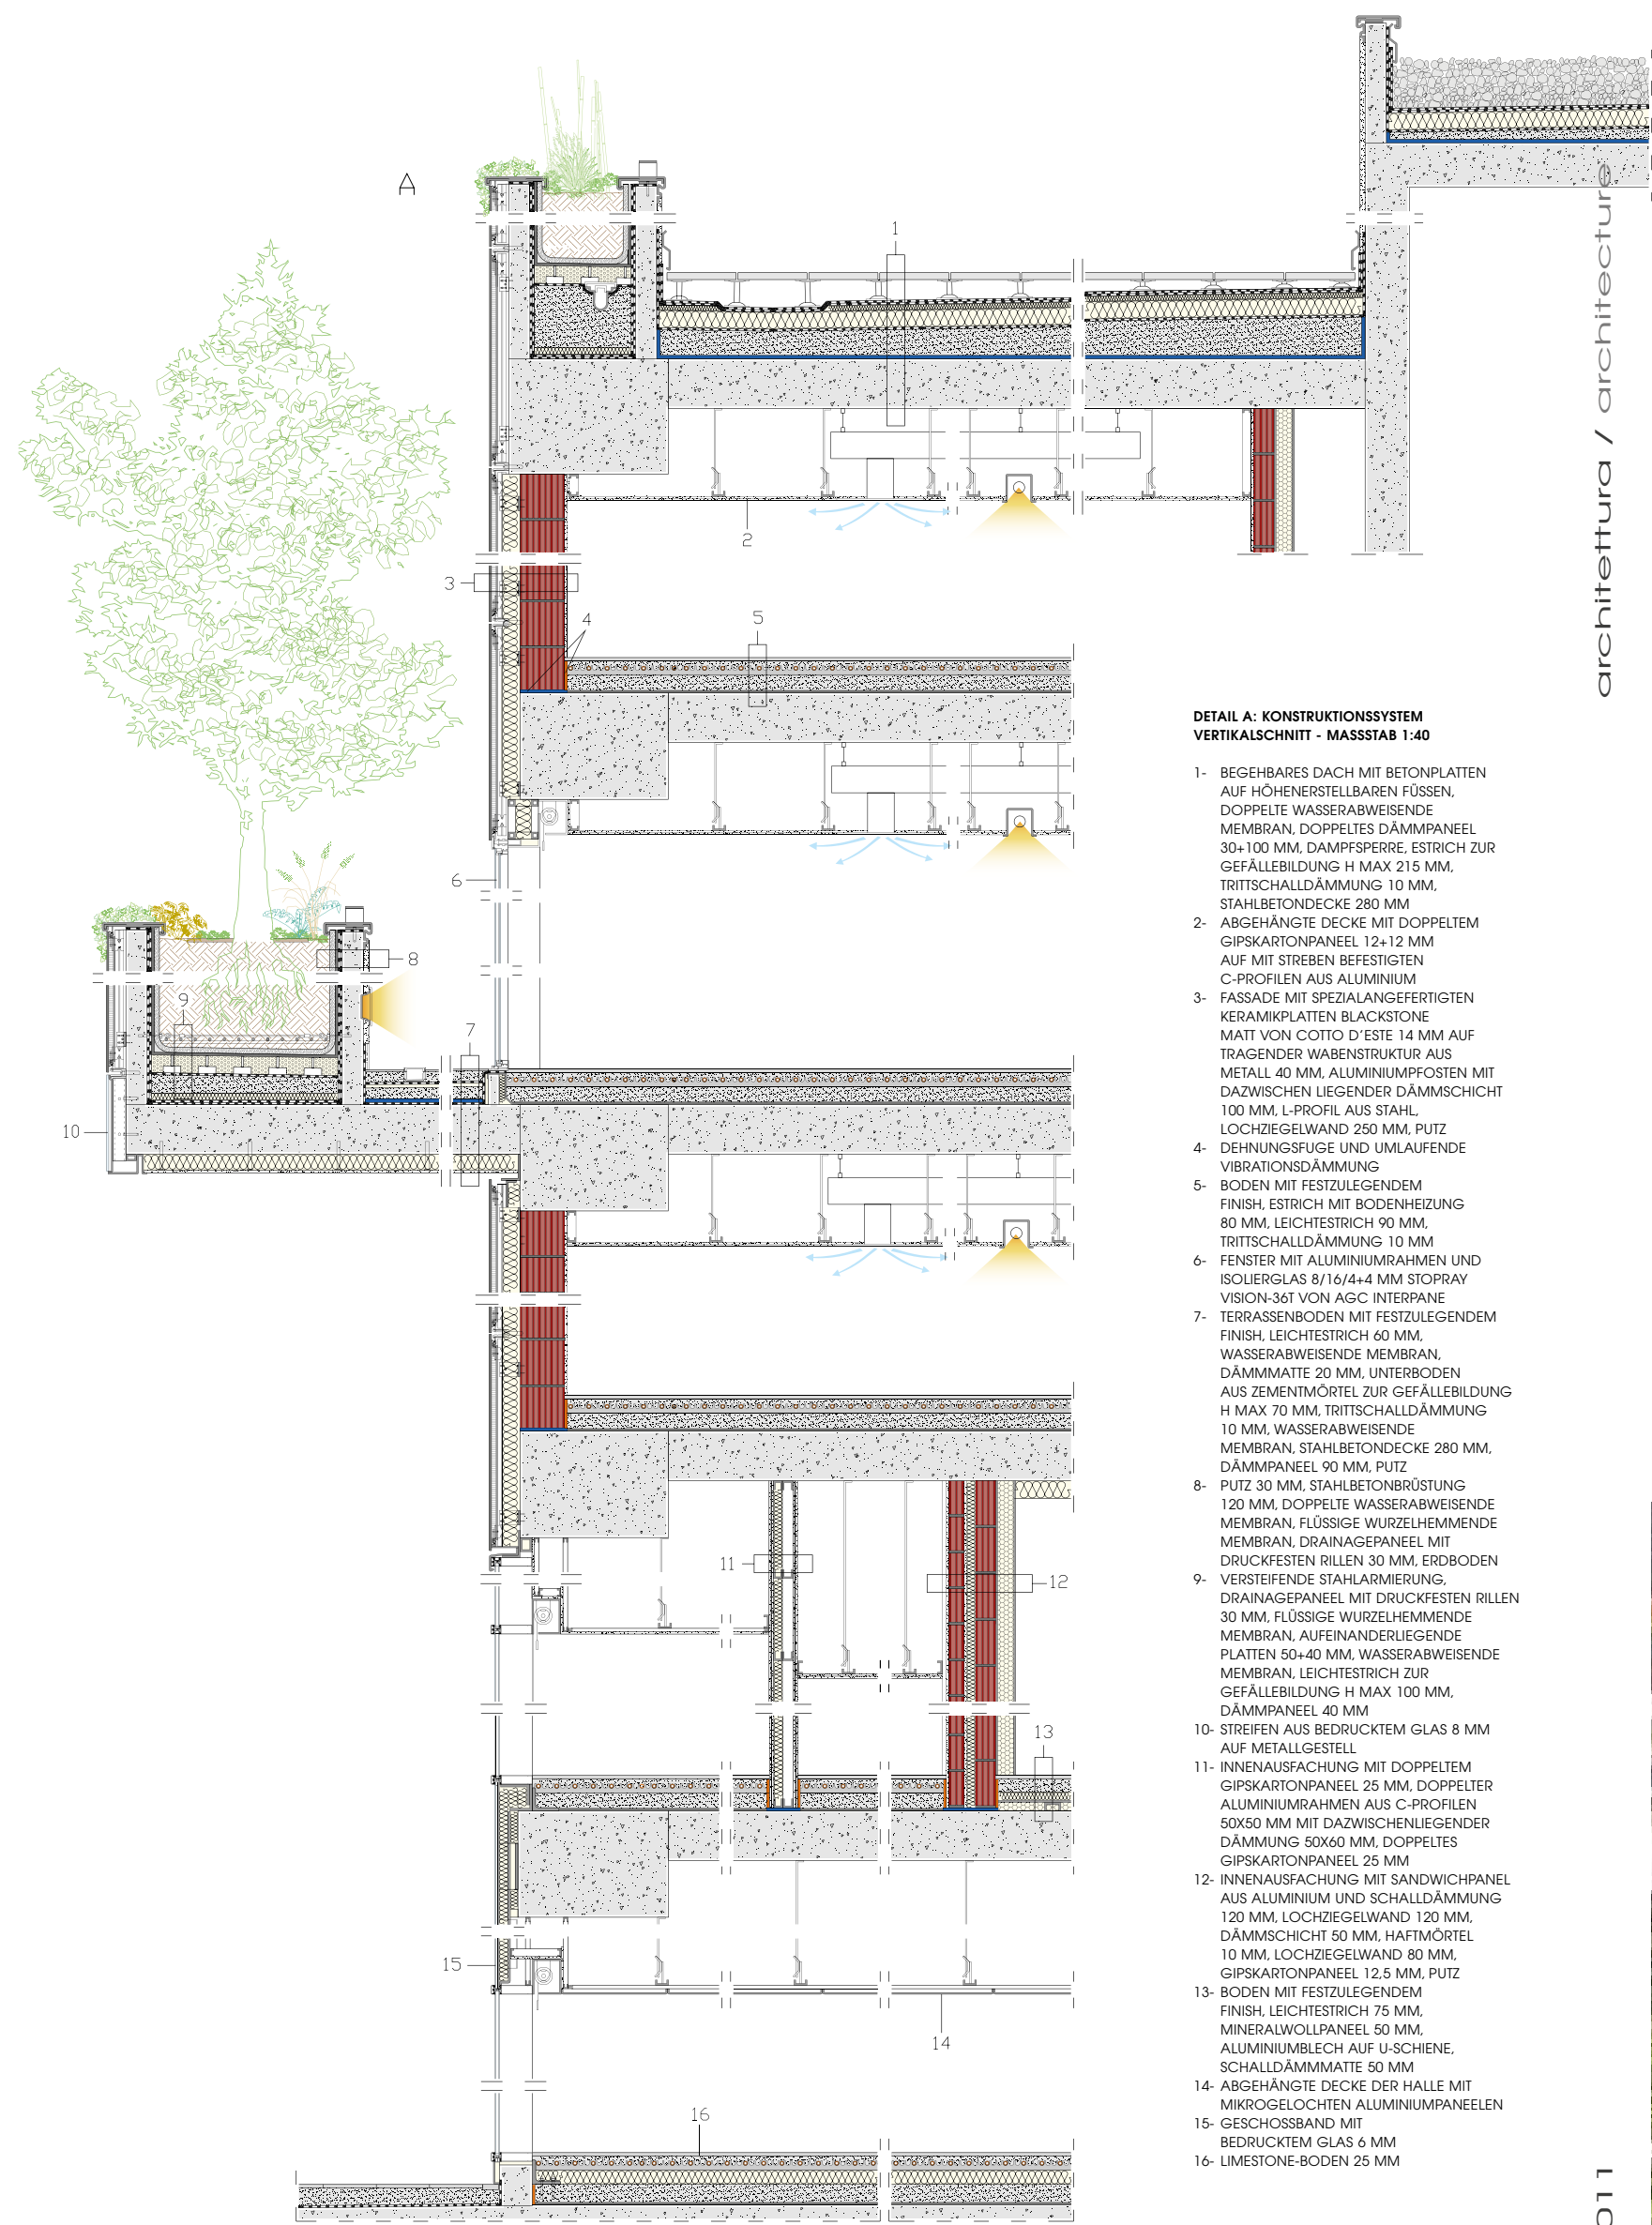 A
1
2
3
4
5
6
7
8
9
10
11
12
13
14
15
16
architettura / architecture
DETAIL A: KONSTRUKTIONSSYSTEM
VERTIKALSCHNITT - MASSSTAB 1:40
1- BEGEHBARES DACH MIT BETONPLATTEN
AUF HÖHENERSTELLBAREN FÜSSEN,
DOPPELTE WASSERABWEISENDE
MEMBRAN, DOPPELTES DÄMMPANEEL
30+100 MM, DAMPFSPERRE, ESTRICH ZUR
GEFÄLLEBILDUNG H MAX 215 MM,
TRITTSCHALLDÄMMUNG 10 MM,
STAHLBETONDECKE 280 MM
2- ABGEHÄNGTE DECKE MIT DOPPELTEM
GIPSKARTONPANEEL 12+12 MM
AUF MIT STREBEN BEFESTIGTEN
C-PROFILEN AUS ALUMINIUM
3- FASSADE MIT SPEZIALANGEFERTIGTEN
KERAMIKPLATTEN BLACKSTONE
MATT VON COTTO D’ESTE 14 MM AUF
TRAGENDER WABENSTRUKTUR AUS
METALL 40 MM, ALUMINIUMPFOSTEN MIT
DAZWISCHEN LIEGENDER DÄMMSCHICHT
100 MM, L-PROFIL AUS STAHL,
LOCHZIEGELWAND 250 MM, PUTZ
4- DEHNUNGSFUGE UND UMLAUFENDE
VIBRATIONSDÄMMUNG
5- BODEN MIT FESTZULEGENDEM
FINISH, ESTRICH MIT BODENHEIZUNG
80 MM, LEICHTESTRICH 90 MM,
TRITTSCHALLDÄMMUNG 10 MM
6- FENSTER MIT ALUMINIUMRAHMEN UND
ISOLIERGLAS 8/16/4+4 MM STOPRAY
VISION-36T VON AGC INTERPANE
7- TERRASSENBODEN MIT FESTZULEGENDEM
FINISH, LEICHTESTRICH 60 MM,
WASSERABWEISENDE MEMBRAN,
DÄMMMATTE 20 MM, UNTERBODEN
AUS ZEMENTMÖRTEL ZUR GEFÄLLEBILDUNG
H MAX 70 MM, TRITTSCHALLDÄMMUNG
10 MM, WASSERABWEISENDE
MEMBRAN, STAHLBETONDECKE 280 MM,
DÄMMPANEEL 90 MM, PUTZ
8- PUTZ 30 MM, STAHLBETONBRÜSTUNG
120 MM, DOPPELTE WASSERABWEISENDE
MEMBRAN, FLÜSSIGE WURZELHEMMENDE
MEMBRAN, DRAINAGEPANEEL MIT
DRUCKFESTEN RILLEN 30 MM, ERDBODEN
9- VERSTEIFENDE STAHLARMIERUNG,
DRAINAGEPANEEL MIT DRUCKFESTEN RILLEN
30 MM, FLÜSSIGE WURZELHEMMENDE
MEMBRAN, AUFEINANDERLIEGENDE
PLATTEN 50+40 MM, WASSERABWEISENDE
MEMBRAN, LEICHTESTRICH ZUR
GEFÄLLEBILDUNG H MAX 100 MM,
DÄMMPANEEL 40 MM
10- STREIFEN AUS BEDRUCKTEM GLAS 8 MM
AUF METALLGESTELL
11- INNENAUSFACHUNG MIT DOPPELTEM
GIPSKARTONPANEEL 25 MM, DOPPELTER
ALUMINIUMRAHMEN AUS C-PROFILEN
50X50 MM MIT DAZWISCHENLIEGENDER
DÄMMUNG 50X60 MM, DOPPELTES
GIPSKARTONPANEEL 25 MM
12- INNENAUSFACHUNG MIT SANDWICHPANEL
AUS ALUMINIUM UND SCHALLDÄMMUNG
120 MM, LOCHZIEGELWAND 120 MM,
DÄMMSCHICHT 50 MM, HAFTMÖRTEL
10 MM, LOCHZIEGELWAND 80 MM,
GIPSKARTONPANEEL 12,5 MM, PUTZ
13- BODEN MIT FESTZULEGENDEM
FINISH, LEICHTESTRICH 75 MM,
MINERALWOLLPANEEL 50 MM,
ALUMINIUMBLECH AUF U-SCHIENE,
SCHALLDÄMMMATTE 50 MM
14- ABGEHÄNGTE DECKE DER HALLE MIT
MIKROGELOCHTEN ALUMINIUMPANEELEN
15- GESCHOSSBAND MIT
BEDRUCKTEM GLAS 6 MM
16- LIMESTONE-BODEN 25 MM